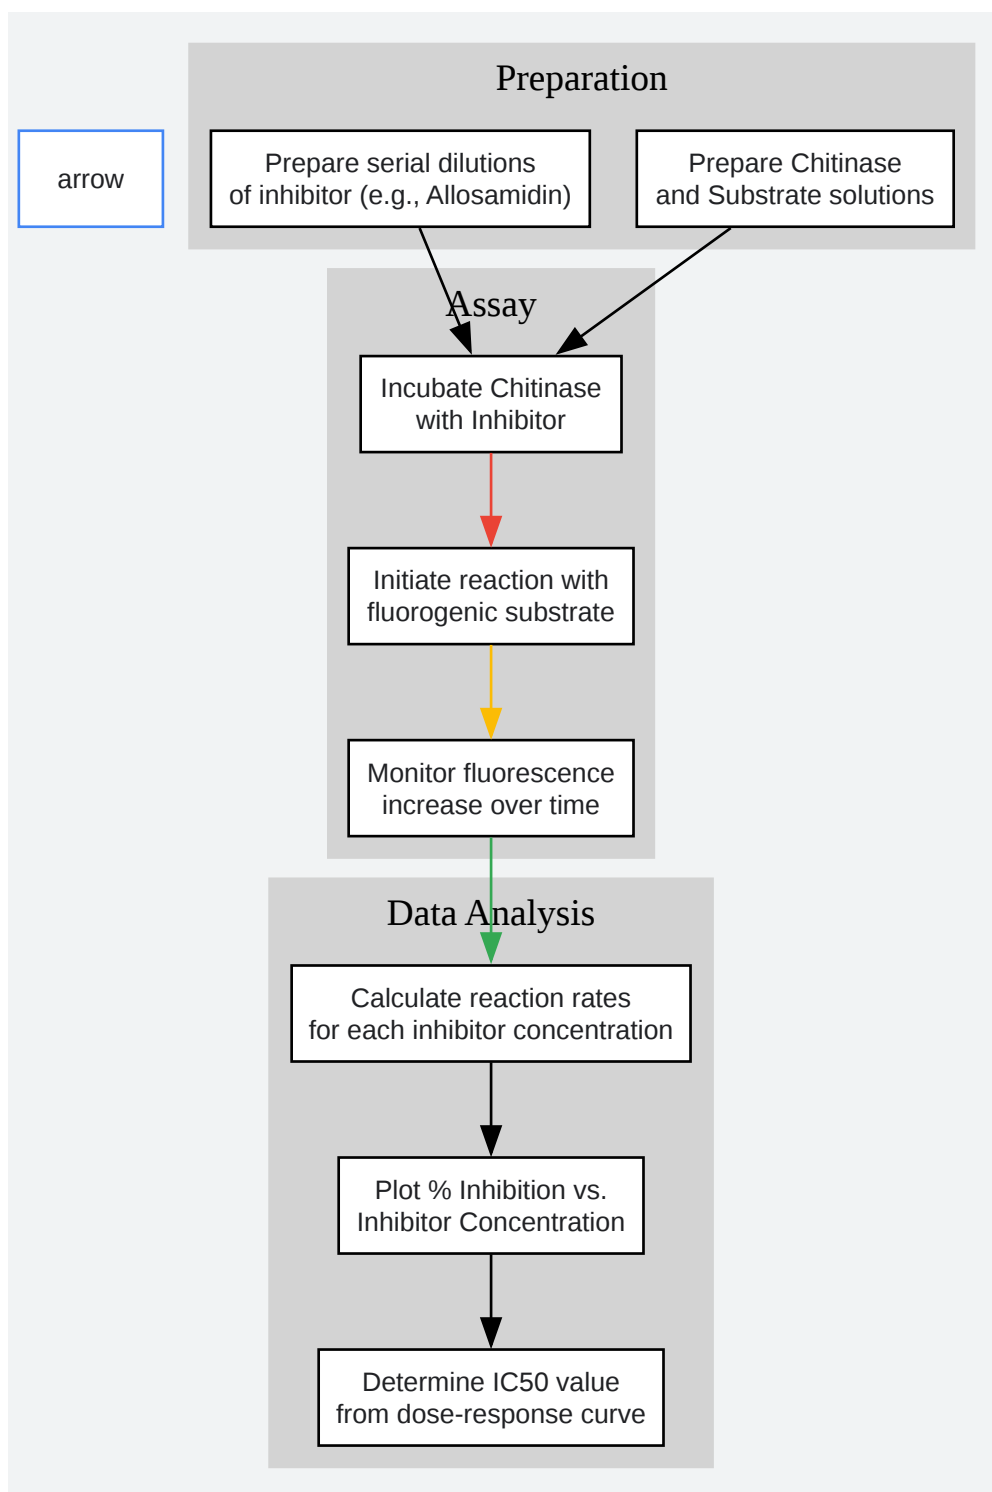 Preparation
arrow
Prepare serial dilutions
of inhibitor (e.g., Allosamidin)
Prepare Chitinase
and Substrate solutions
Assay
Incubate Chitinase
with Inhibitor
Initiate reaction with
fluorogenic substrate
Monitor fluorescence
increase over time
Data Analysis
Calculate reaction rates
for each inhibitor concentration
Plot % Inhibition vs.
Inhibitor Concentration
Determine IC50 value
from dose-response curve